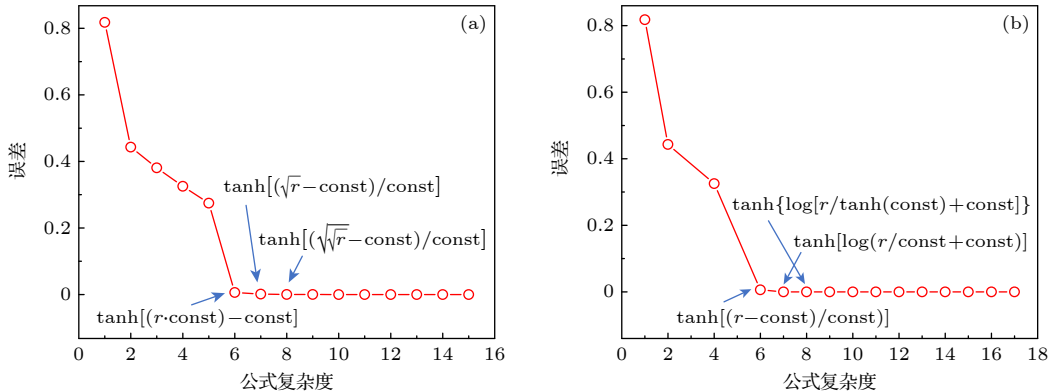 (a)
0.8
0.6
0.4
0.2
0
误差
tanh[(√r−const)/const]
tanh[(√√r−const)/const]
tanh[(r·const)−const]
0 2 4 6 8 10 12 14 16
公式复杂度
(b)
0.8
0.6
0.4
0.2
0
误差
tanh{log[r/tanh(const)+const]}
tanh[log(r/const+const)]
tanh[(r−const)/const)]
0 2 4 6 8 10 12 14 16 18
公式复杂度